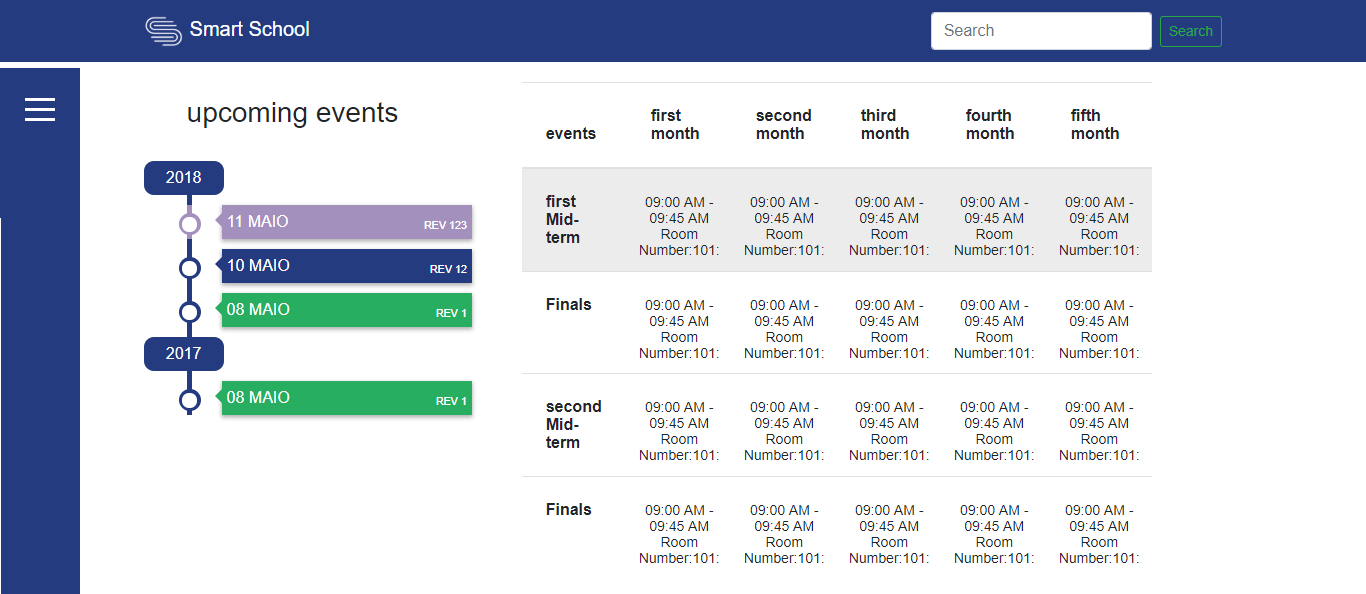 Smart School
Search
Search
upcoming events
2018
11 MAIO
REV 123
10 MAIO
REV 12
08 MAIO
REV 1
2017
08 MAIO
REV 1
events
first
month
second
month
third
month
fourth
month
fifth
month
first
Mid-
term
09:00 AM -
09:45 AM
Room
Number:101:
09:00 AM -
09:45 AM
Room
Number:101:
09:00 AM -
09:45 AM
Room
Number:101:
09:00 AM -
09:45 AM
Room
Number:101:
09:00 AM -
09:45 AM
Room
Number:101:
Finals
09:00 AM -
09:45 AM
Room
Number:101:
09:00 AM -
09:45 AM
Room
Number:101:
09:00 AM -
09:45 AM
Room
Number:101:
09:00 AM -
09:45 AM
Room
Number:101:
09:00 AM -
09:45 AM
Room
Number:101:
second
Mid-
term
09:00 AM -
09:45 AM
Room
Number:101:
09:00 AM -
09:45 AM
Room
Number:101:
09:00 AM -
09:45 AM
Room
Number:101:
09:00 AM -
09:45 AM
Room
Number:101:
09:00 AM -
09:45 AM
Room
Number:101:
Finals
09:00 AM -
09:45 AM
Room
Number:101:
09:00 AM -
09:45 AM
Room
Number:101:
09:00 AM -
09:45 AM
Room
Number:101:
09:00 AM -
09:45 AM
Room
Number:101:
09:00 AM -
09:45 AM
Room
Number:101: